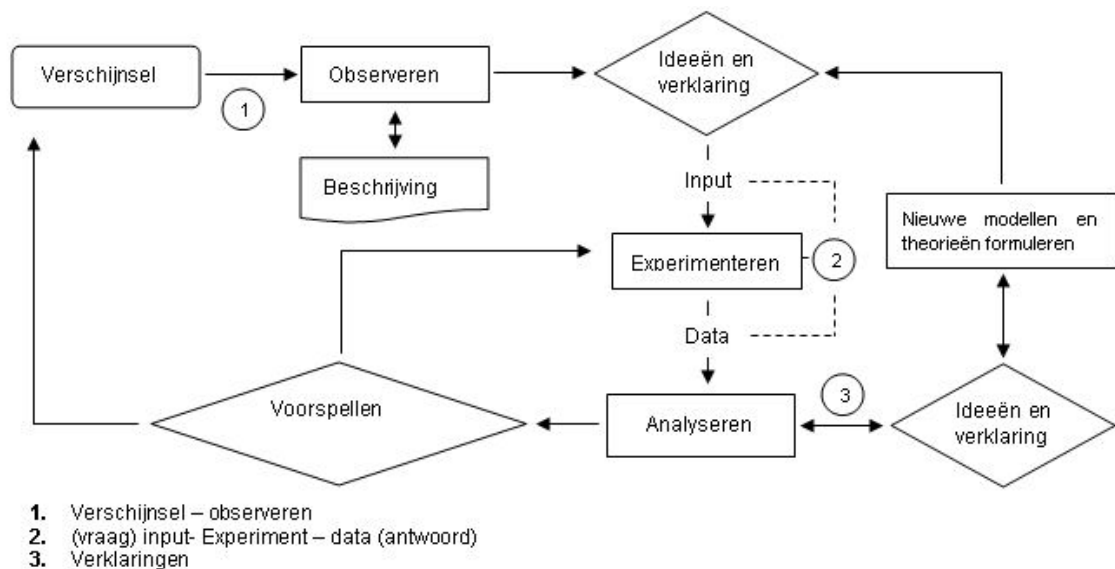 Verschijnsel
1
Observeren
Ideeën en
verklaring
Beschrijving
Input
Nieuwe modellen en
theorieën formuleren
Experimenteren
2
Data
Voorspellen
Analyseren
3
Ideeën en
verklaring
1. Verschijnsel – observeren
2. (vraag) input- Experiment – data (antwoord)
3. Verklaringen